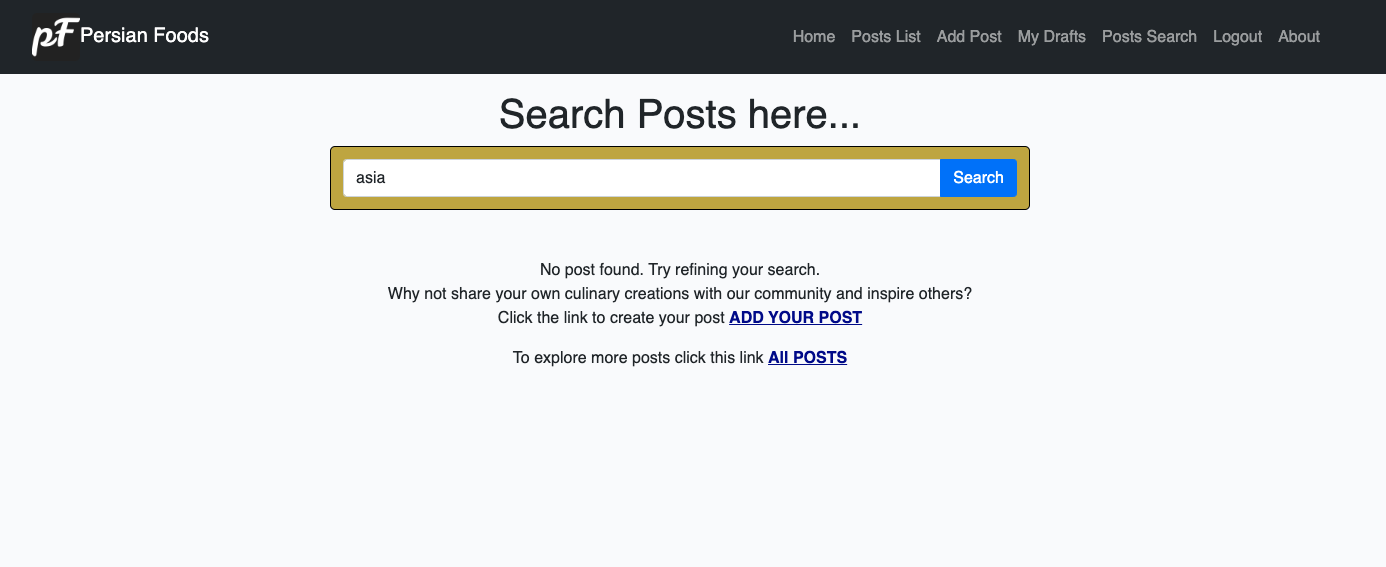 pF Persian Foods
Home Posts List Add Post My Drafts Posts Search Logout About
Search Posts here...
asia Search
No post found. Try refining your search.
Why not share your own culinary creations with our community and inspire others?
Click the link to create your post ADD YOUR POST
To explore more posts click this link All POSTS